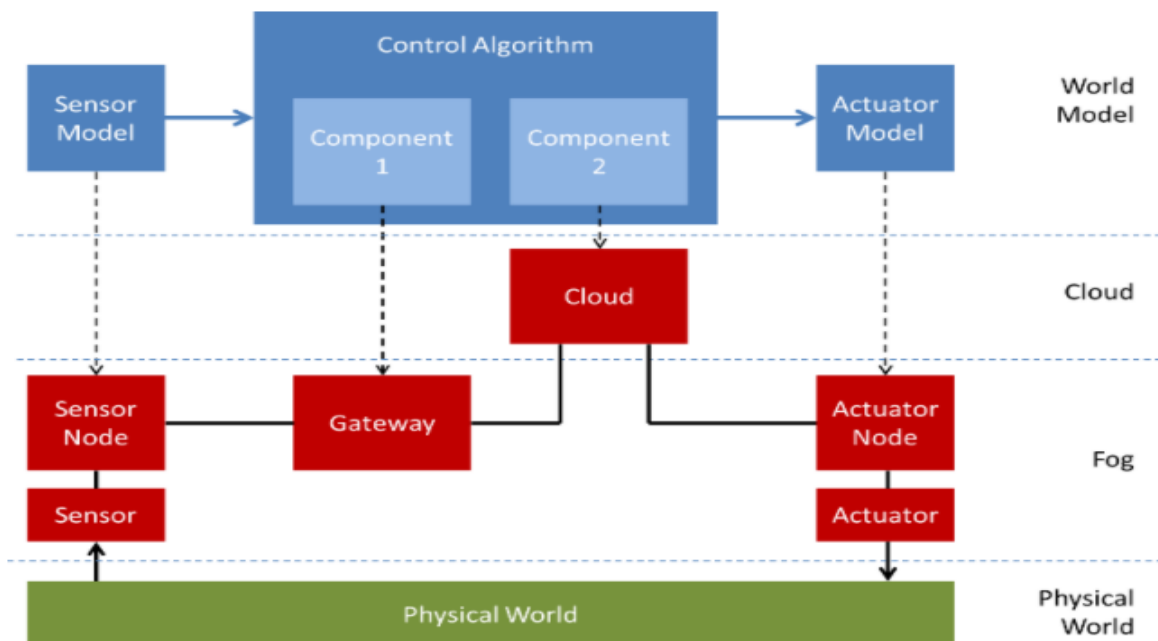 Control Algorithm
Sensor
Model
Component
1
Component
2
Actuator
Model
World
Model
Cloud
Cloud
Sensor
Node
Gateway
Actuator
Node
Fog
Sensor
Actuator
Physical World
Physical
World